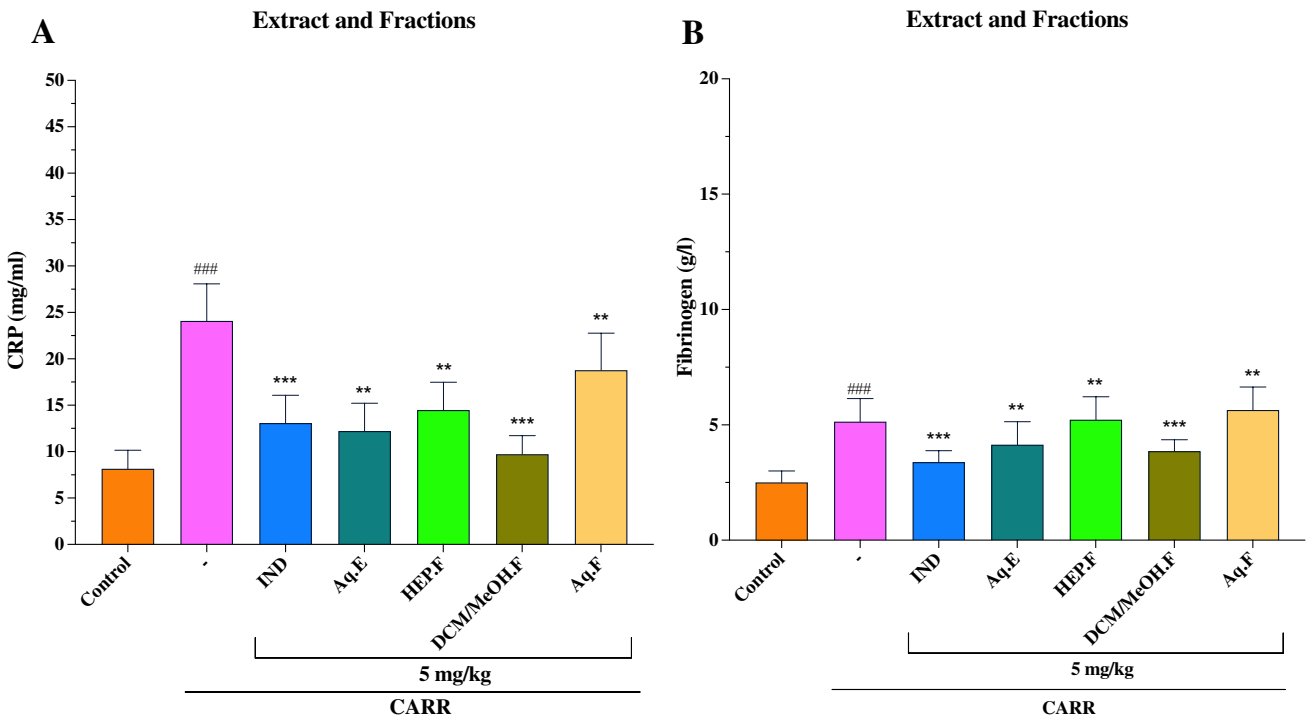 A
Extract and Fractions
CRP (mg/ml)
50
45
40
35
30
25
20
15
10
5
0
###
***
**
**
***
**
Control
-
IND
Aq.E
HEP.F
DCM/MeOH.F
Aq.F
5 mg/kg
CARR
B
Extract and Fractions
Fibrinogen (g/l)
20
15
10
5
0
###
***
**
**
***
**
Control
-
IND
Aq.E
HEP.F
DCM/MeOH.F
Aq.F
5 mg/kg
CARR